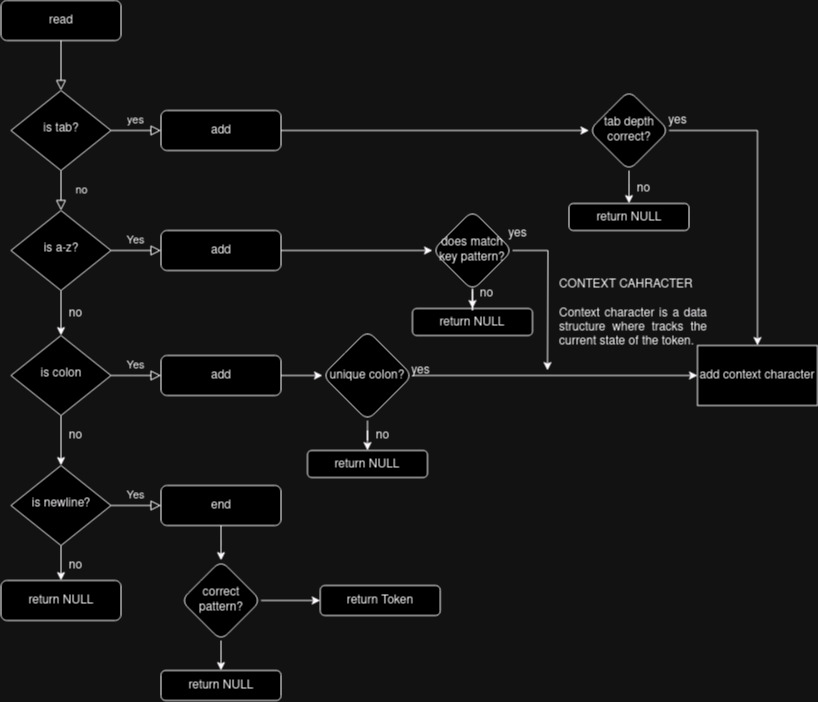 read
is tab?
yes
add
tab depth
correct?
yes
no
return NULL
no
is a-z?
Yes
add
does match
key pattern?
yes
no
return NULL
CONTEXT CAHRACTER
Context character is a data
structure where tracks the
current state of the token.
no
is colon
Yes
add
unique colon?
yes
add context character
no
return NULL
no
is newline?
Yes
end
no
return NULL
correct
pattern?
return Token
return NULL